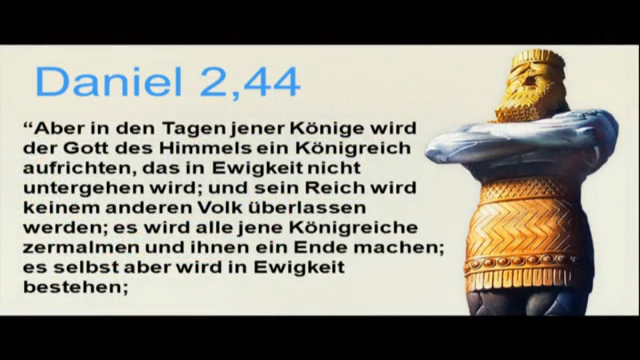 Daniel 2,44
“Aber in den Tagen jener Könige wird
der Gott des Himmels ein Königreich
aufrichten, das in Ewigkeit nicht
untergehen wird; und sein Reich wird
keinem anderen Volk überlassen
werden; es wird alle jene Königreiche
zermalmen und ihnen ein Ende machen;
es selbst aber wird in Ewigkeit
bestehen;